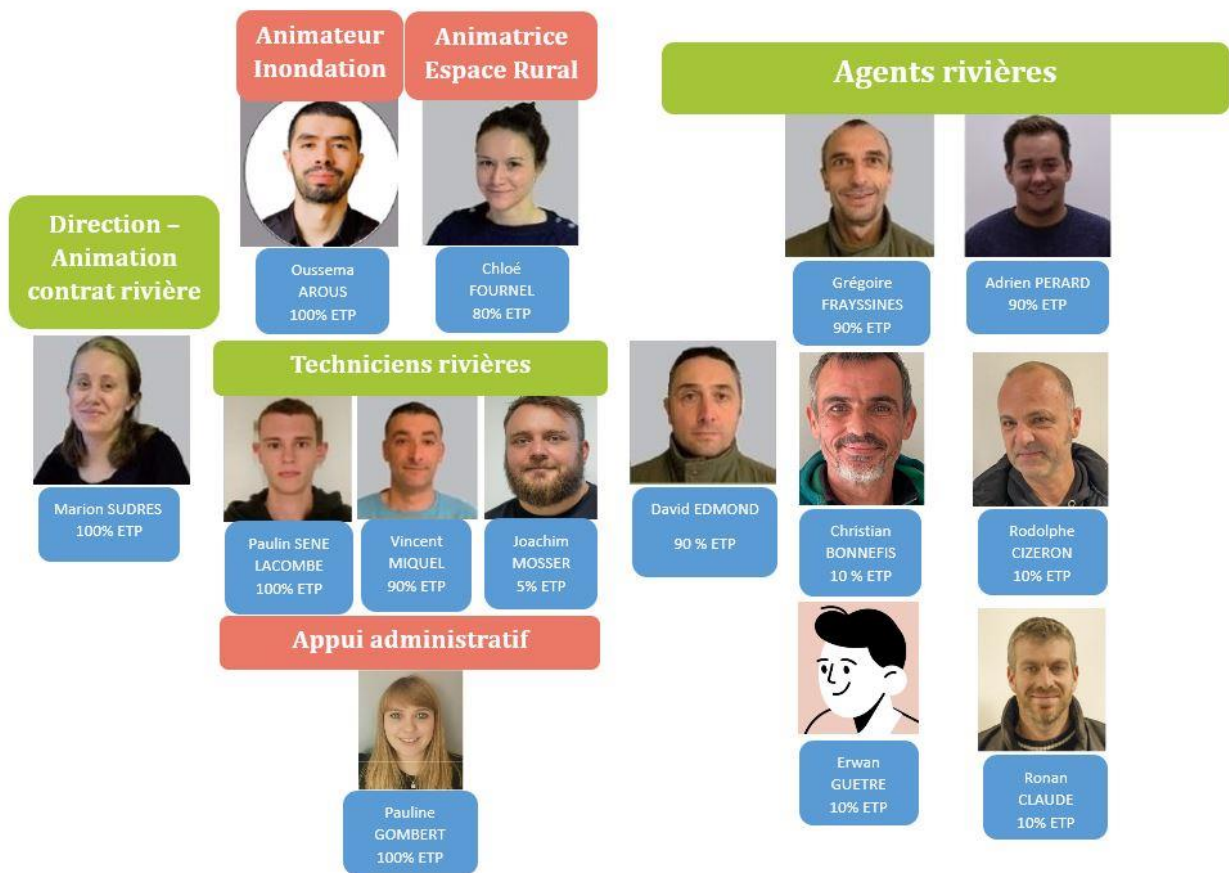 Animateur
Inondation
Animatrice
Espace Rural
Agents rivières
Direction –
Animation
contrat rivière
Oussema
AROUS
100% ETP
Chloé
FOURNEL
80% ETP
Grégoire
FRAYSSINES
90% ETP
Adrien PERARD
90% ETP
Techniciens rivières
Marion SUDRES
100% ETP
Paulin SENE
LACOMBE
100% ETP
Vincent
MIQUEL
90% ETP
Joachim
MOSSER
5% ETP
David EDMOND
90 % ETP
Christian
BONNEFIS
10 % ETP
Rodolphe
CIZERON
10% ETP
Appui administratif
Pauline
GOMBERT
100% ETP
Erwan
GUETRE
10% ETP
Ronan
CLAUDE
10% ETP